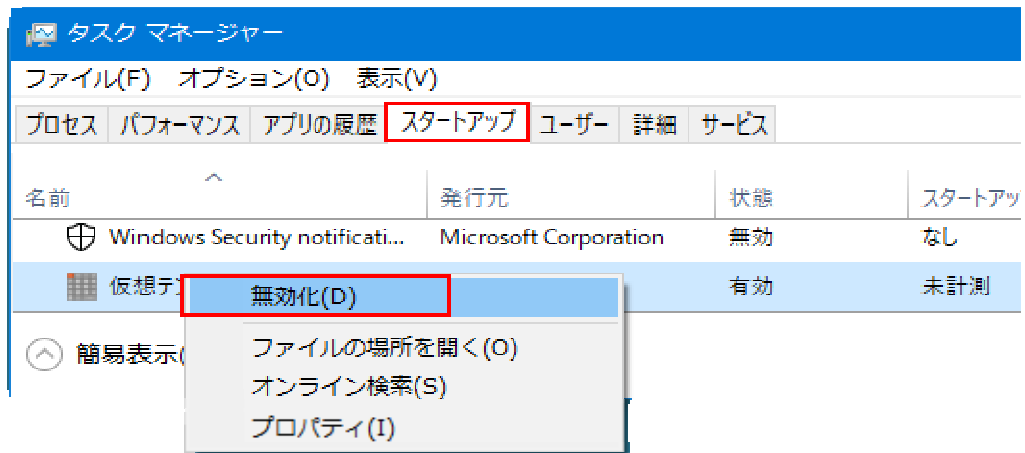 タスク マネージャー
ファイル(F) オプション(O) 表示(V)
プロセス パフォーマンス アプリの履歴 スタートアップ ユーザー 詳細 サービス
名前 発行元 状態 スタートアッ
Windows Security notificati... Microsoft Corporation 無効 なし
仮想テン 有効 未計測
無効化(D)
簡易表示(
ファイルの場所を開く(O)
オンライン検索(S)
プロパティ(I)